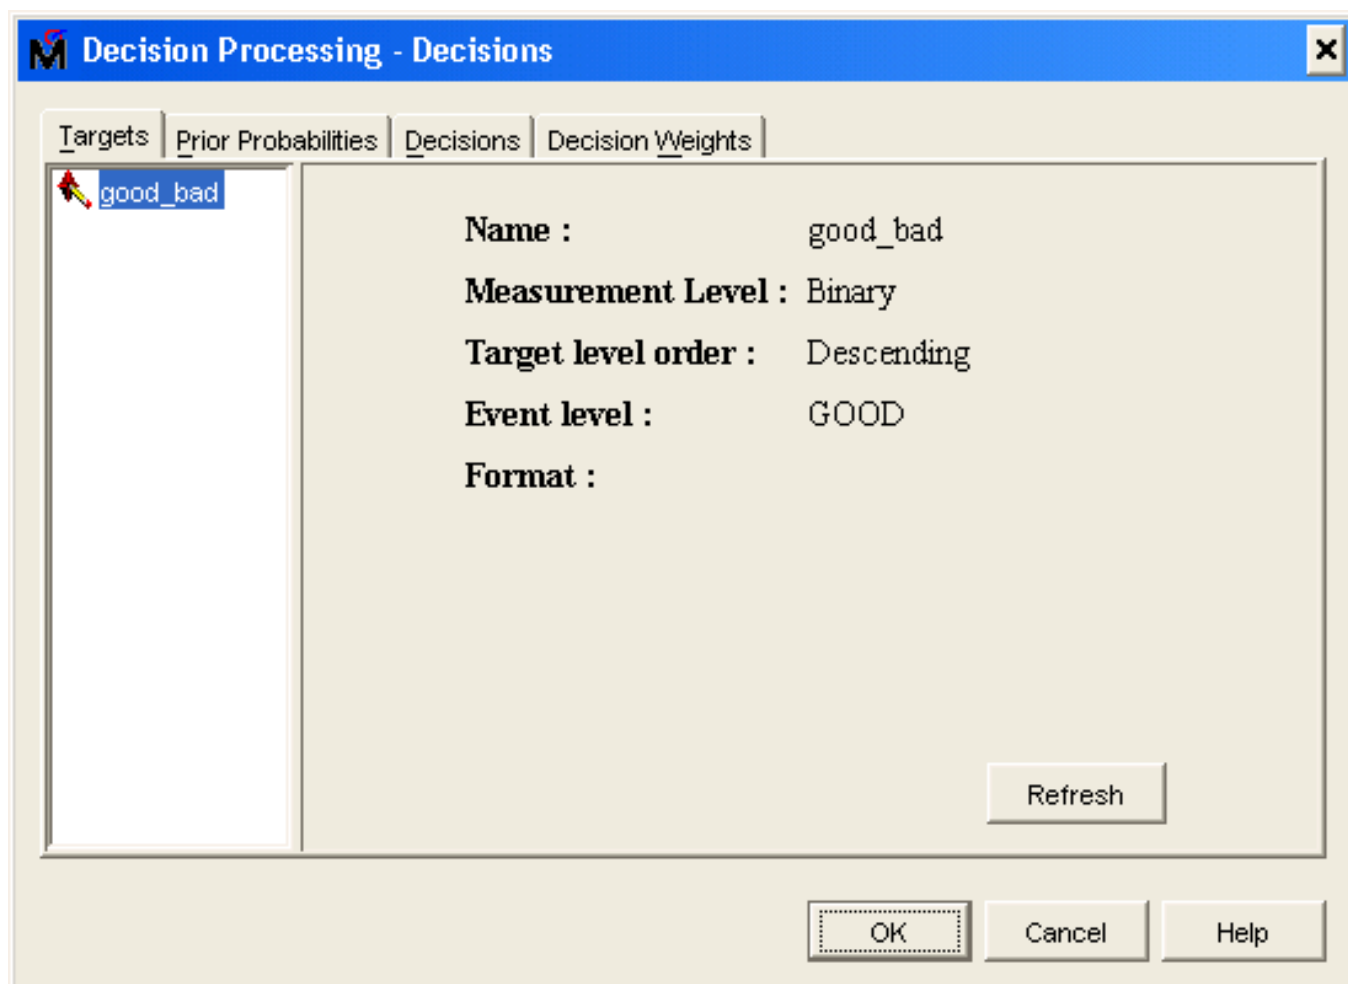 Decision Processing - Decisions
Targets Prior Probabilities Decisions Decision Weights
good_bad
Name : good_bad
Measurement Level : Binary
Target level order : Descending
Event level : GOOD
Format :
Refresh
OK Cancel Help